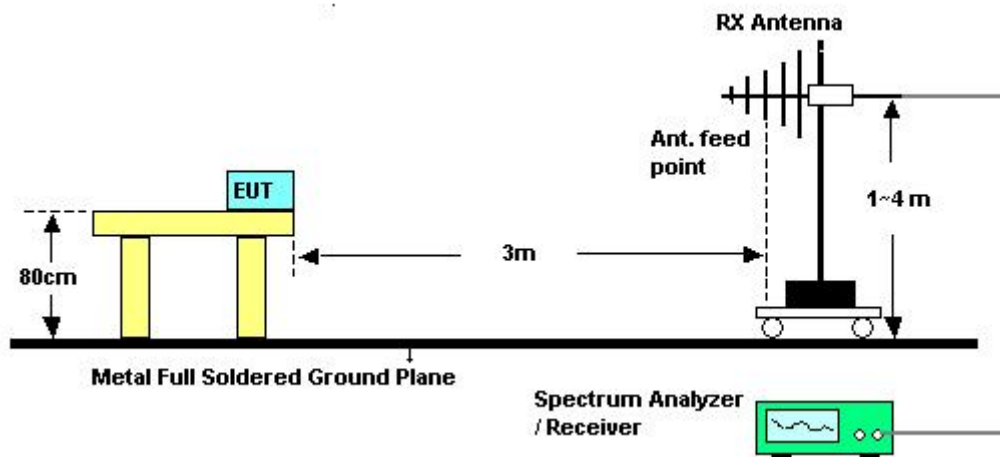 RX Antenna
Ant. feed
point
EUT
1~4 m
3m
80cm
Metal Full Soldered Ground Plane
Spectrum Analyzer
/ Receiver